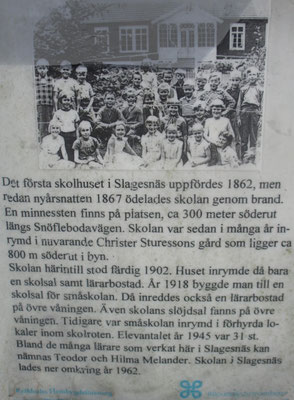 Det första skolhuset i Slagesnäs uppfördes 1862, men
redan nyårsnatten 1867 ödelades skolan genom brand.
En minnessten finns på platsen, ca 300 meter söderut
längs Snöflebodavägen. Skolan var sedan i många år in-
rymd i nuvarande Christer Sturessons gård som ligger ca
800 m söderut i byn.
Skolan härintill stod färdig 1902. Huset inrymde då bara
en skolsal samt lärarbostad. År 1918 byggde man till en
skolsal för småskolan. Då inreddes också en lärarbostad
på övre våningen. Även skolans slöjdsal fanns på övre
våningen. Tidigare var småskolan inrymd i förhyrda lo-
kaler inom skolroten. Elevantalet år 1945 var 31 st.
Bland de många lärare som verkat här i Slagesnäs kan
nämnas Teodor och Hilma Melander. Skolan i Slagesnäs
lades ner omkring år 1962.